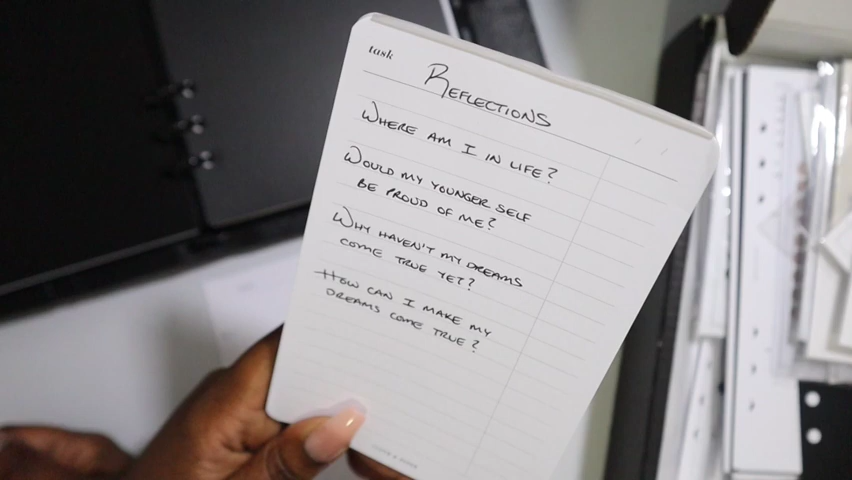 task
REFLECTIONS
WHERE AM I IN LIFE?
WOULD MY YOUNGER SELF
BE PROUD OF ME?
WHY HAVEN'T MY DREAMS
COME TRUE YET?
HOW CAN I MAKE MY
DREAMS COME TRUE?